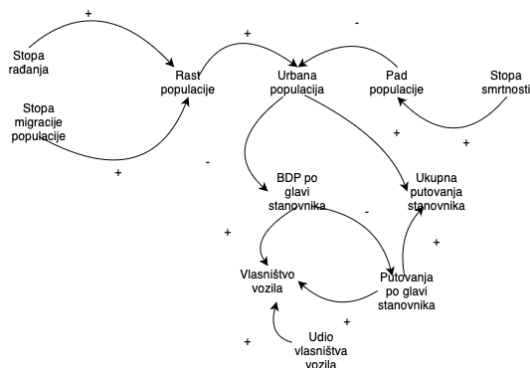 +
+
-
Stopa
rađanja
Rast
populacije
Urbana
populacija
Pad
populacije
Stopa
smrtnosti
Stopa
migracije
populacije
+
-
+
+
BDP po
glavi
stanovnika
Ukupna
putovanja
stanovnika
-
+
+
Vlasništvo
vozila
Putovanja
po glavi
stanovnika
+
+
Udio
vlasništva
vozila